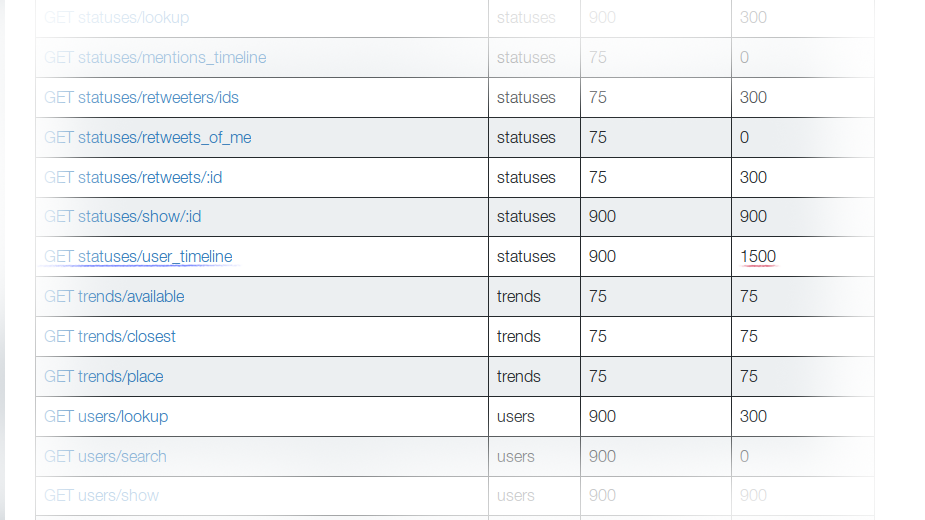 GET statuses/lookup statuses 900 300
GET statuses/mentions_timeline statuses 75 0
GET statuses/retweeters/ids statuses 75 300
GET statuses/retweets_of_me statuses 75 0
GET statuses/retweets/:id statuses 75 300
GET statuses/show/:id statuses 900 900
GET statuses/user_timeline statuses 900 1500
GET trends/available trends 75 75
GET trends/closest trends 75 75
GET trends/place trends 75 75
GET users/lookup users 900 300
GET users/search users 900 0
GET users/show users 900 900